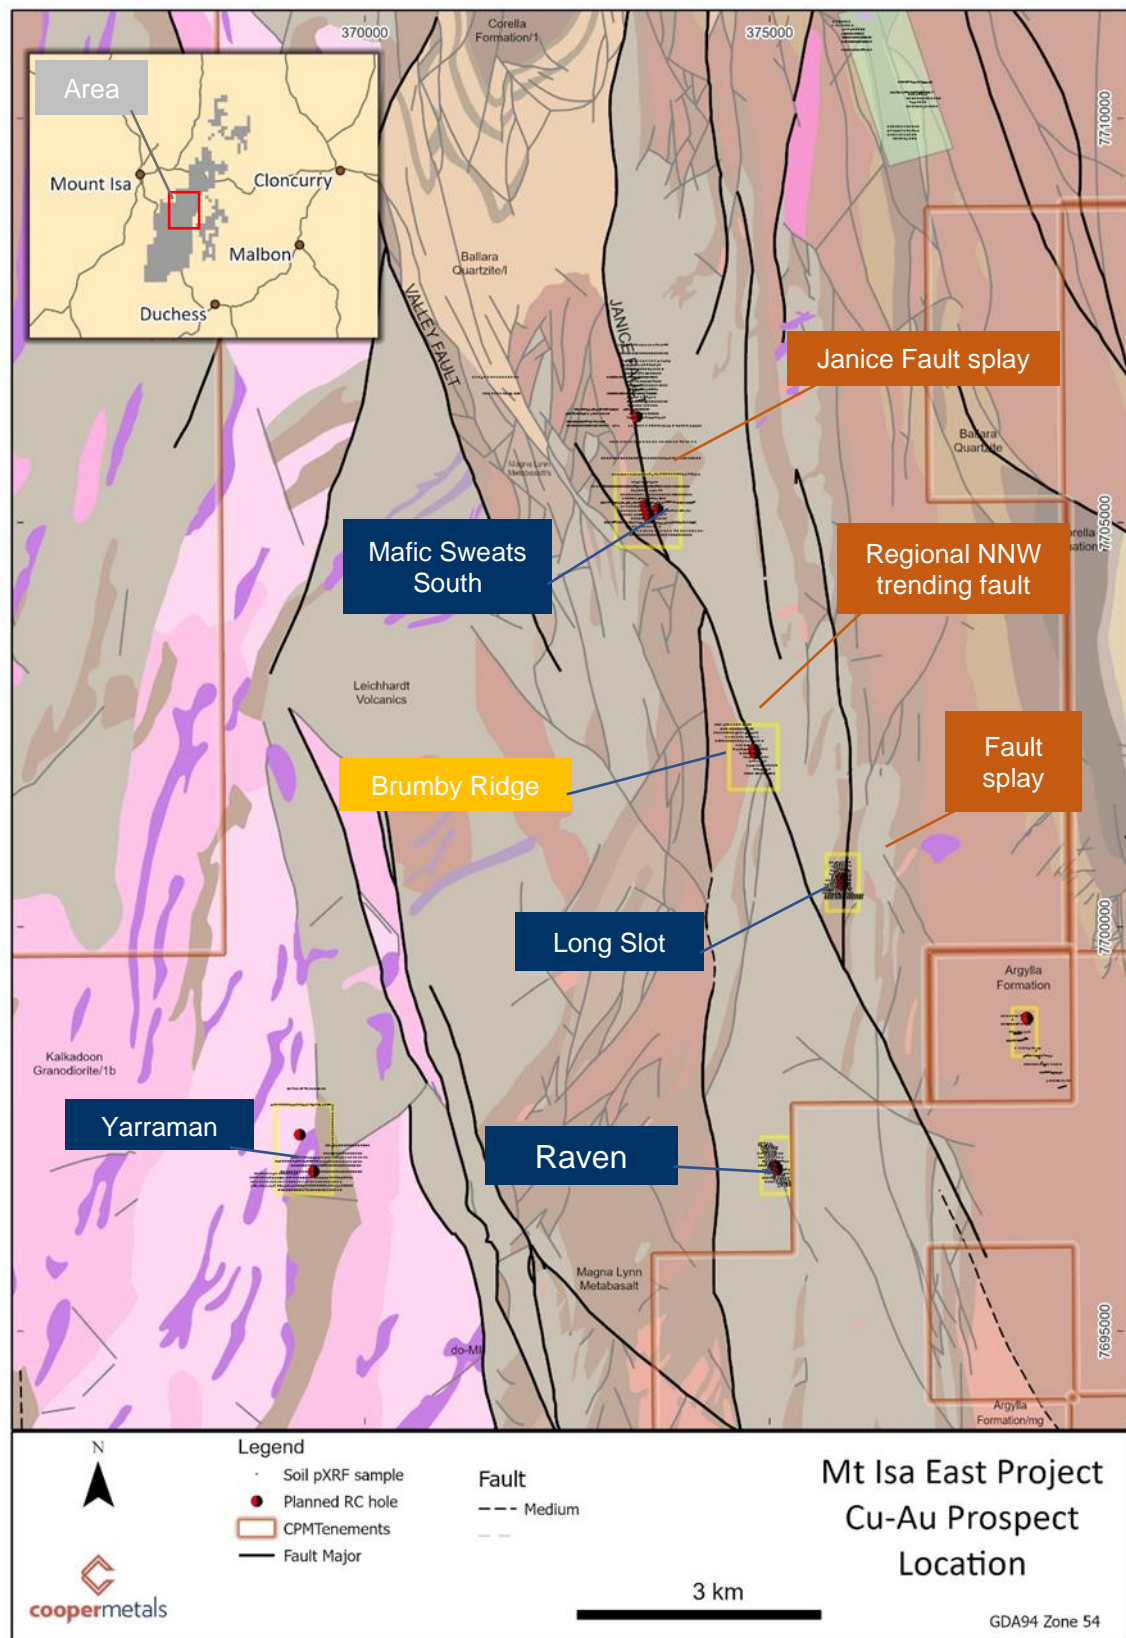 370000
375000
Corella
Formation/1
7710000
Area
Mount Isa
Cloncurry
Malbon
Duchess
Ballara
Quartzite/I
VALLEY FAULT
Janice Fault splay
Ballara
Quartzite
Magna Lynn
7705000
Mafic Sweats
South
Regional NNW
trending fault
Leichhardt
Volcanics
Fault
splay
Brumby Ridge
Long Slot
7700000
Argylla
Formation
Kalkadoon
Granodiorite/1b
Yarraman
Raven
Magna Lynn
Metabasalt
7695000
Argylla
Formation/mg
N
Legend
Soil pXRF sample
Planned RC hole
CPMTenements
Fault Major
Fault
Medium
Mt Isa East Project
Cu-Au Prospect
Location
3 km
coopermetals
GDA94 Zone 54